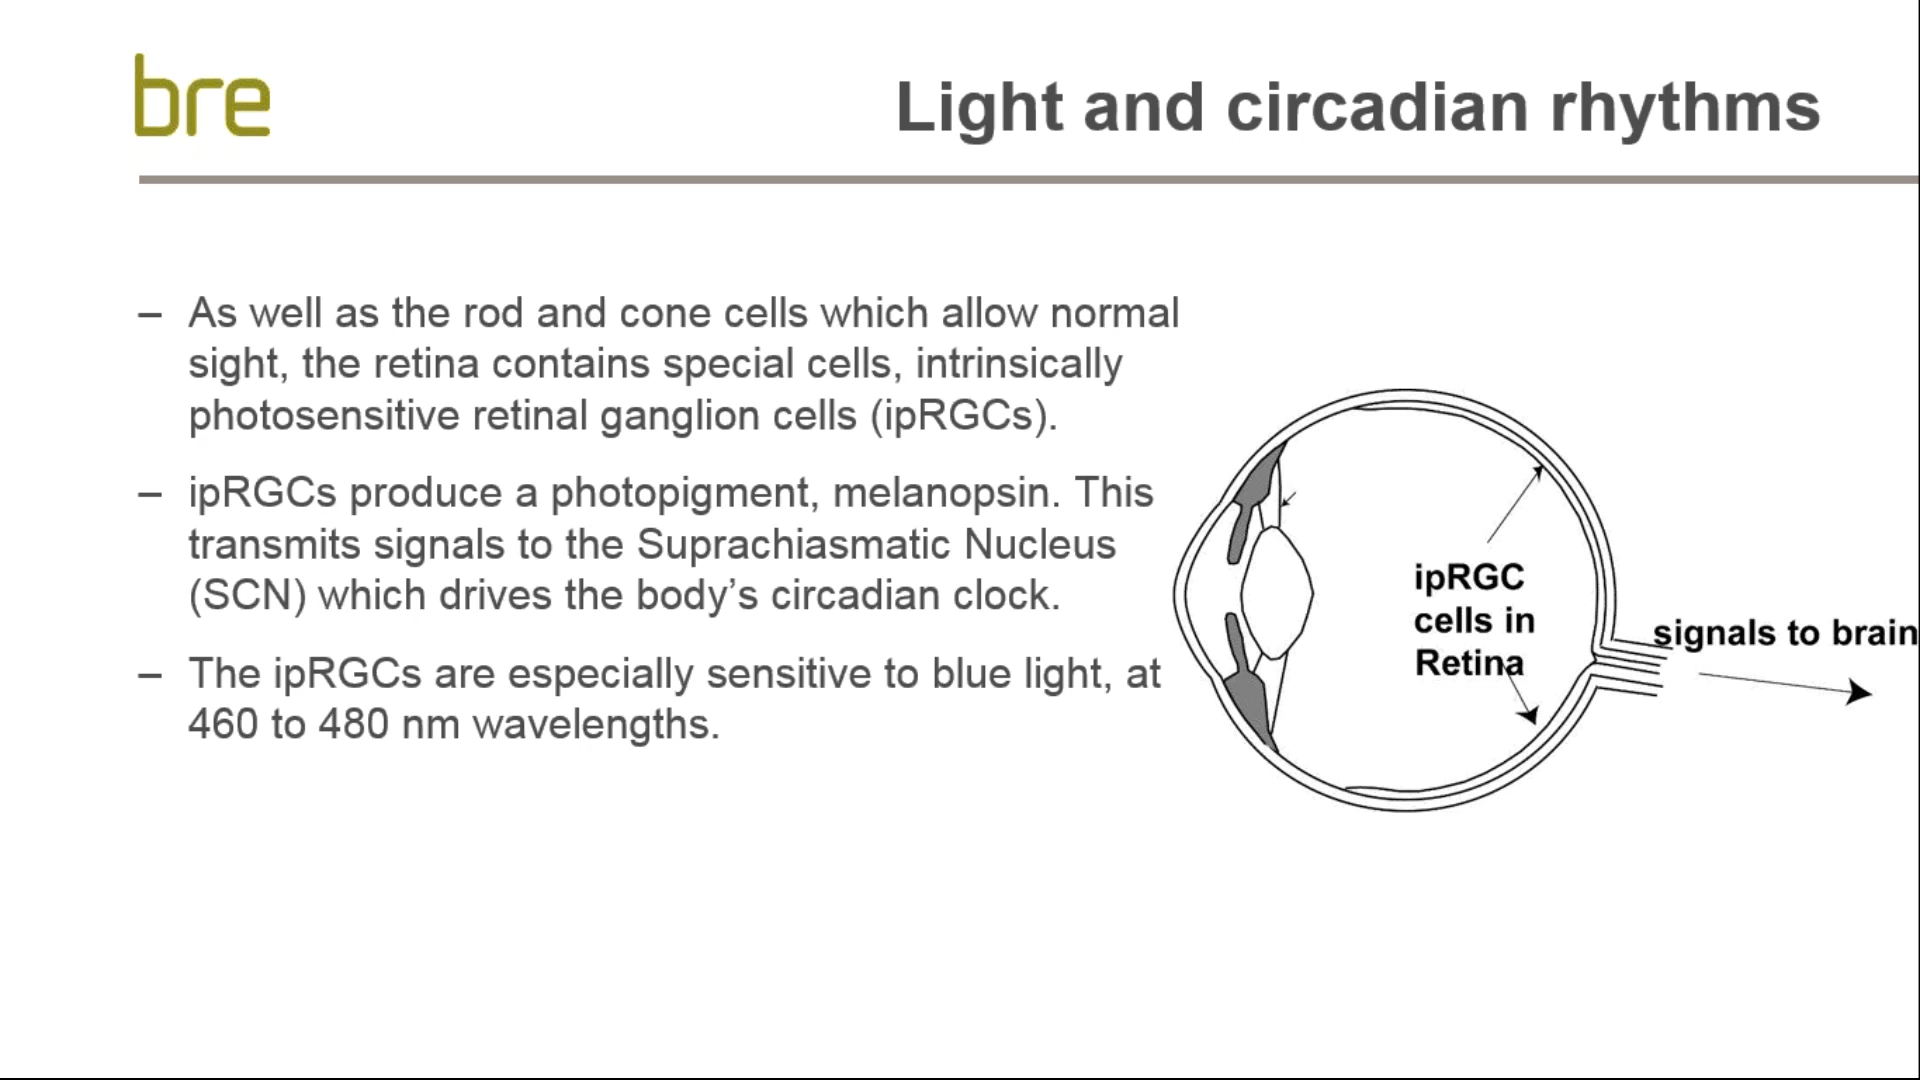 bre
Light and circadian rhythms
– As well as the rod and cone cells which allow normal
sight, the retina contains special cells, intrinsically
photosensitive retinal ganglion cells (ipRGCs).
– ipRGCs produce a photopigment, melanopsin. This
transmits signals to the Suprachiasmatic Nucleus
(SCN) which drives the body’s circadian clock.
– The ipRGCs are especially sensitive to blue light, at
460 to 480 nm wavelengths.
ipRGC
cells in
Retina
signals to brain